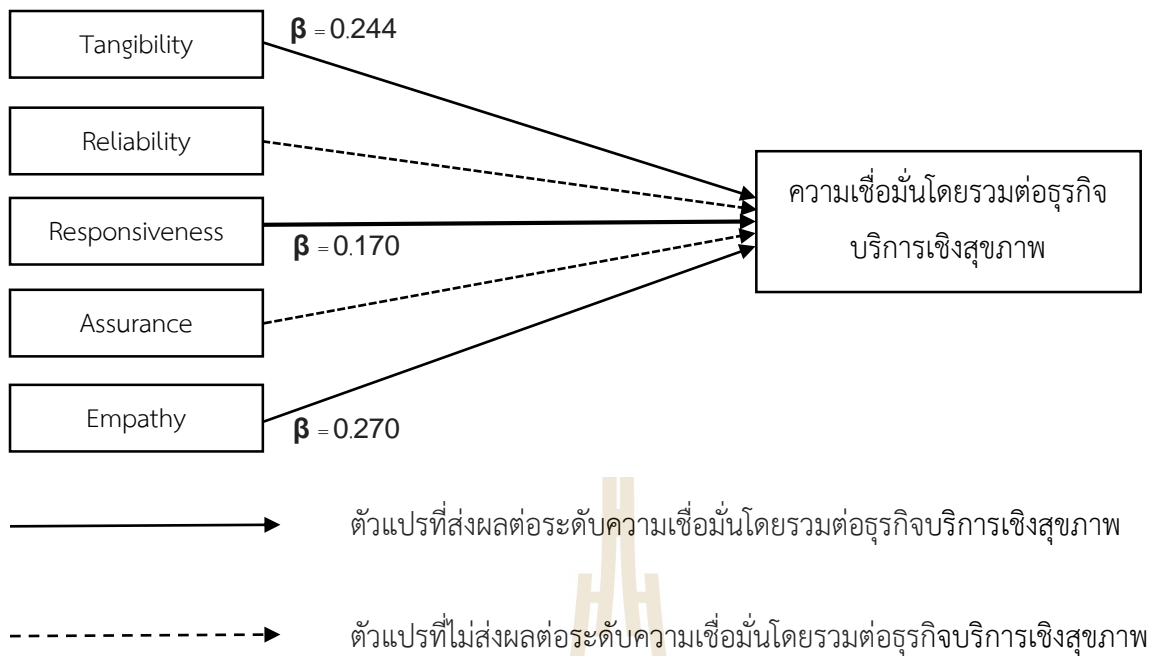 Tangibility
β = 0.244
Reliability
Responsiveness
β = 0.170
Assurance
Empathy
β = 0.270
ความเชื่อมั่นโดยรวมต่อธุรกิจ
บริการเชิงสุขภาพ
ตัวแปรที่ส่งผลต่อระดับความเชื่อมั่นโดยรวมต่อธุรกิจบริการเชิงสุขภาพ
ตัวแปรที่ไม่ส่งผลต่อระดับความเชื่อมั่นโดยรวมต่อธุรกิจบริการเชิงสุขภาพ